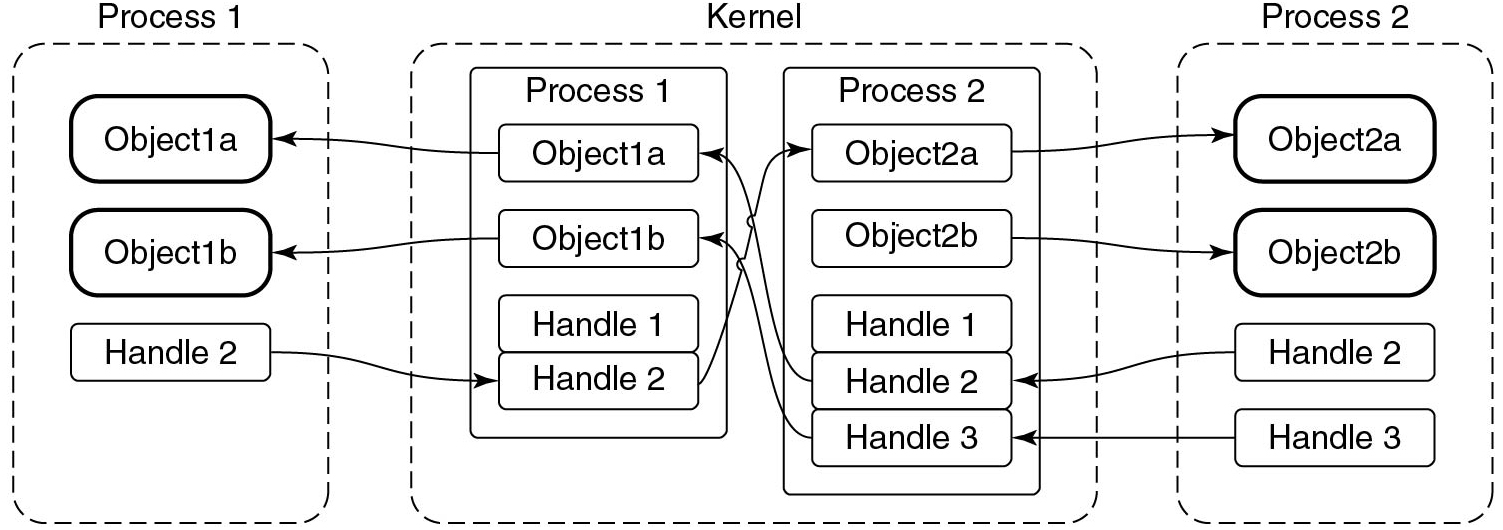 Process 1
Kernel
Process 2
Object1a
Object1b
Handle 2
Process 1
Object1a
Object1b
Handle 1
Handle 2
Process 2
Object2a
Object2b
Handle 1
Handle 2
Handle 3
Object2a
Object2b
Handle 2
Handle 3